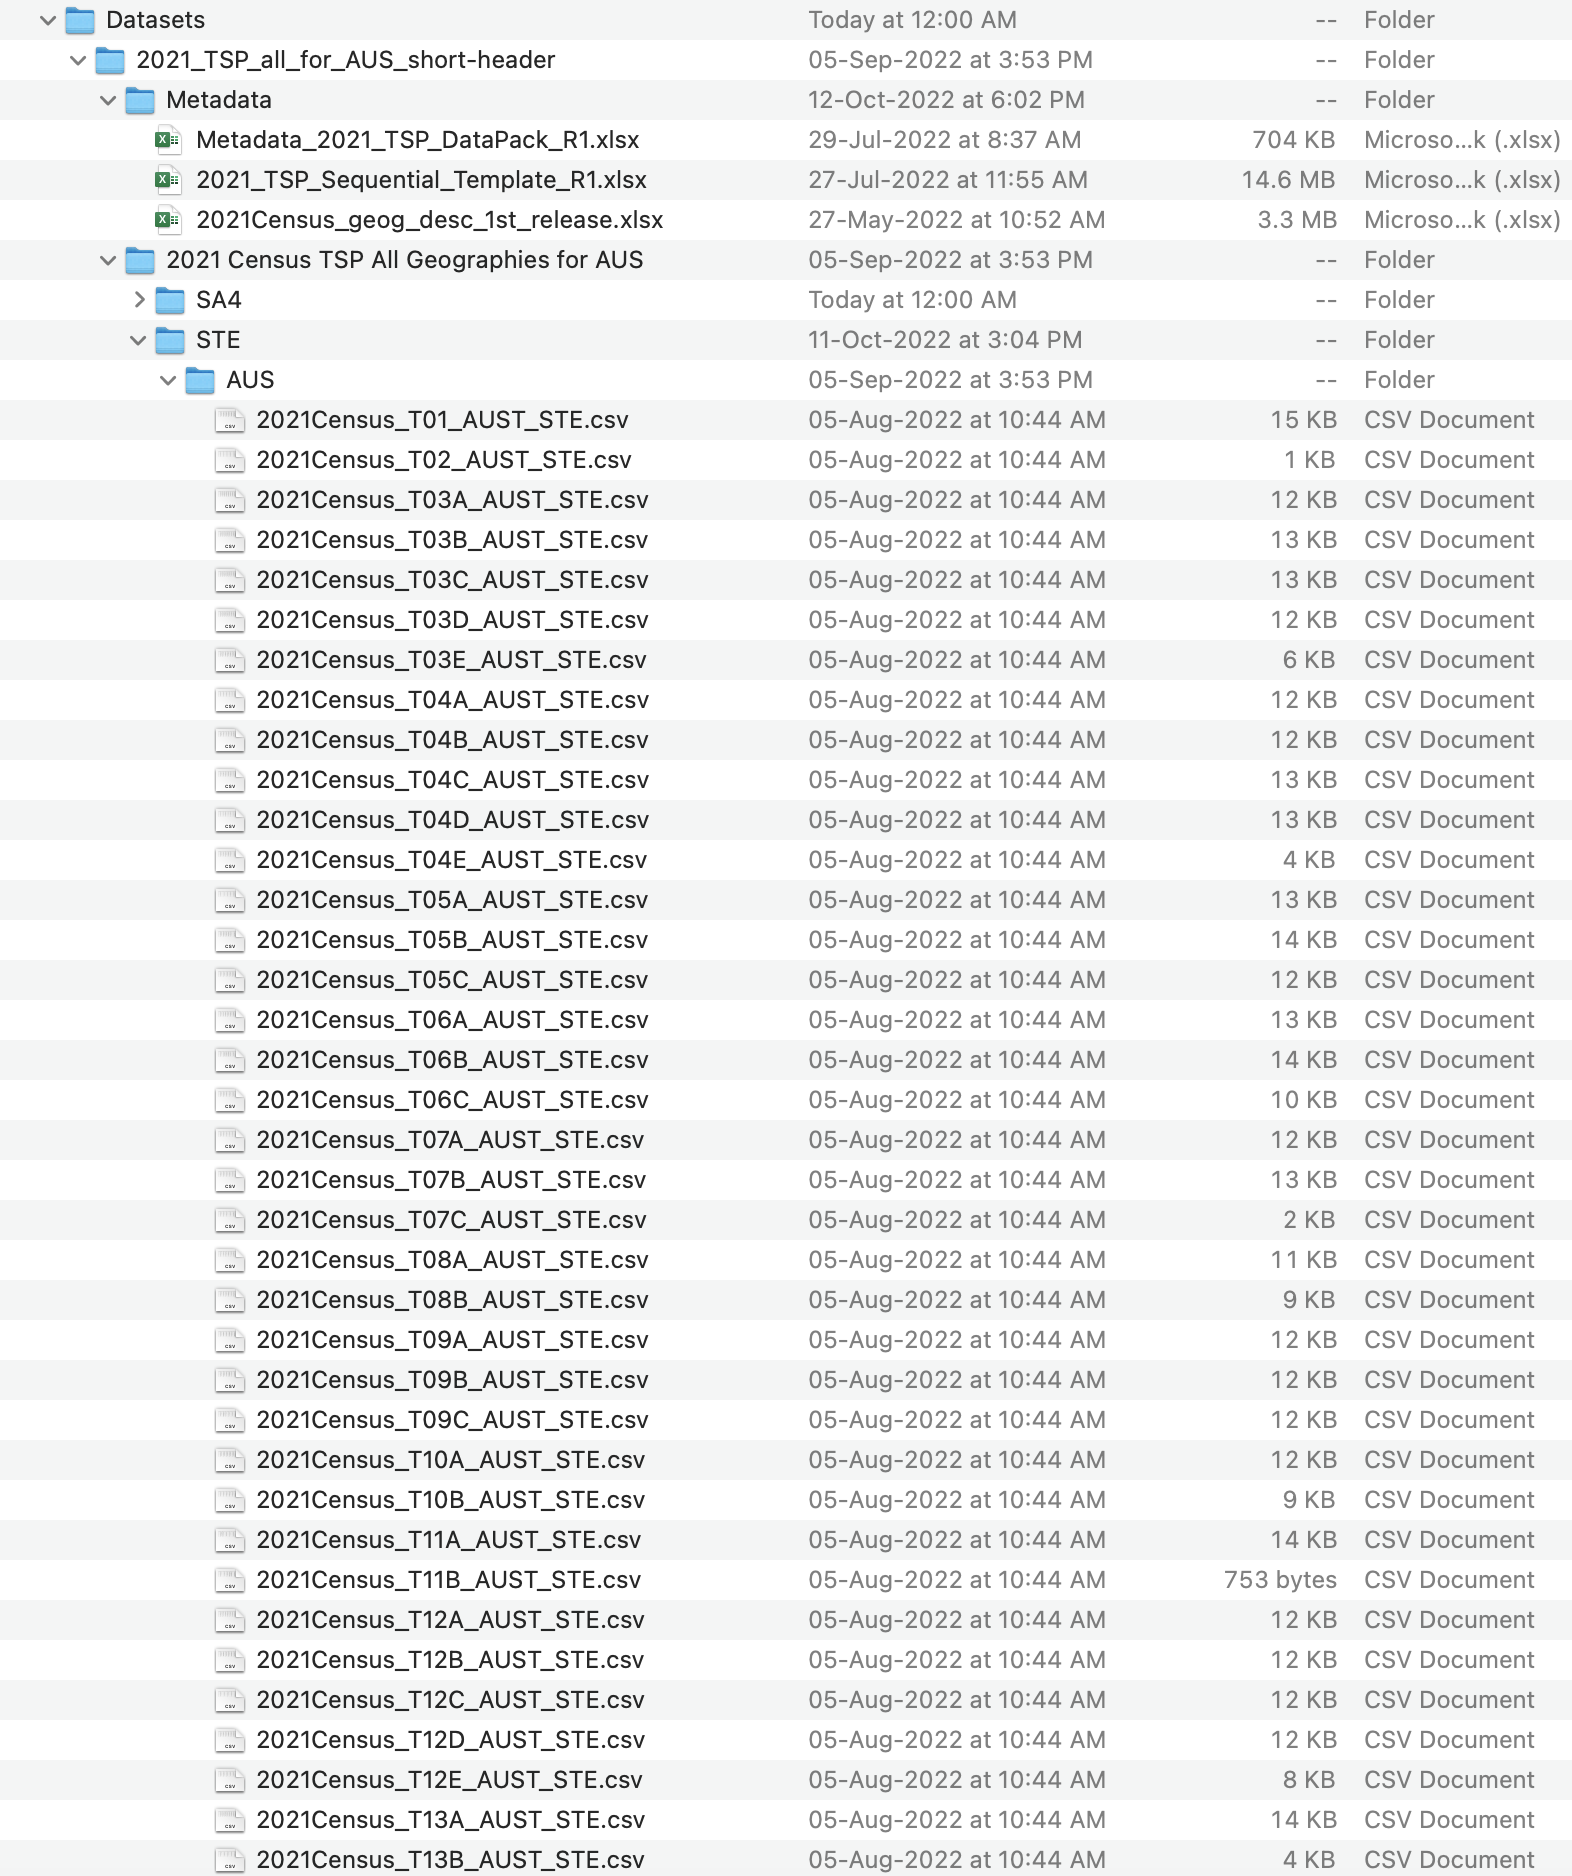 Datasets Today at 12:00 AM -- Folder
2021_TSP_all_for_AUS_short-header 05-Sep-2022 at 3:53 PM -- Folder
Metadata 12-Oct-2022 at 6:02 PM -- Folder
Metadata_2021_TSP_DataPack_R1.xlsx 29-Jul-2022 at 8:37 AM 704 KB Microso...k (.xlsx)
2021_TSP_Sequential_Template_R1.xlsx 27-Jul-2022 at 11:55 AM 14.6 MB Microso...k (.xlsx)
2021Census_geog_desc_1st_release.xlsx 27-May-2022 at 10:52 AM 3.3 MB Microso...k (.xlsx)
2021 Census TSP All Geographies for AUS 05-Sep-2022 at 3:53 PM -- Folder
SA4 Today at 12:00 AM -- Folder
STE 11-Oct-2022 at 3:04 PM -- Folder
AUS 05-Sep-2022 at 3:53 PM -- Folder
2021Census_T01_AUST_STE.csv 05-Aug-2022 at 10:44 AM 15 KB CSV Document
2021Census_T02_AUST_STE.csv 05-Aug-2022 at 10:44 AM 1 KB CSV Document
2021Census_T03A_AUST_STE.csv 05-Aug-2022 at 10:44 AM 12 KB CSV Document
2021Census_T03B_AUST_STE.csv 05-Aug-2022 at 10:44 AM 13 KB CSV Document
2021Census_T03C_AUST_STE.csv 05-Aug-2022 at 10:44 AM 13 KB CSV Document
2021Census_T03D_AUST_STE.csv 05-Aug-2022 at 10:44 AM 12 KB CSV Document
2021Census_T03E_AUST_STE.csv 05-Aug-2022 at 10:44 AM 6 KB CSV Document
2021Census_T04A_AUST_STE.csv 05-Aug-2022 at 10:44 AM 12 KB CSV Document
2021Census_T04B_AUST_STE.csv 05-Aug-2022 at 10:44 AM 12 KB CSV Document
2021Census_T04C_AUST_STE.csv 05-Aug-2022 at 10:44 AM 13 KB CSV Document
2021Census_T04D_AUST_STE.csv 05-Aug-2022 at 10:44 AM 13 KB CSV Document
2021Census_T04E_AUST_STE.csv 05-Aug-2022 at 10:44 AM 4 KB CSV Document
2021Census_T05A_AUST_STE.csv 05-Aug-2022 at 10:44 AM 13 KB CSV Document
2021Census_T05B_AUST_STE.csv 05-Aug-2022 at 10:44 AM 14 KB CSV Document
2021Census_T05C_AUST_STE.csv 05-Aug-2022 at 10:44 AM 12 KB CSV Document
2021Census_T06A_AUST_STE.csv 05-Aug-2022 at 10:44 AM 13 KB CSV Document
2021Census_T06B_AUST_STE.csv 05-Aug-2022 at 10:44 AM 14 KB CSV Document
2021Census_T06C_AUST_STE.csv 05-Aug-2022 at 10:44 AM 10 KB CSV Document
2021Census_T07A_AUST_STE.csv 05-Aug-2022 at 10:44 AM 12 KB CSV Document
2021Census_T07B_AUST_STE.csv 05-Aug-2022 at 10:44 AM 13 KB CSV Document
2021Census_T07C_AUST_STE.csv 05-Aug-2022 at 10:44 AM 2 KB CSV Document
2021Census_T08A_AUST_STE.csv 05-Aug-2022 at 10:44 AM 11 KB CSV Document
2021Census_T08B_AUST_STE.csv 05-Aug-2022 at 10:44 AM 9 KB CSV Document
2021Census_T09A_AUST_STE.csv 05-Aug-2022 at 10:44 AM 12 KB CSV Document
2021Census_T09B_AUST_STE.csv 05-Aug-2022 at 10:44 AM 12 KB CSV Document
2021Census_T09C_AUST_STE.csv 05-Aug-2022 at 10:44 AM 12 KB CSV Document
2021Census_T10A_AUST_STE.csv 05-Aug-2022 at 10:44 AM 12 KB CSV Document
2021Census_T10B_AUST_STE.csv 05-Aug-2022 at 10:44 AM 9 KB CSV Document
2021Census_T11A_AUST_STE.csv 05-Aug-2022 at 10:44 AM 14 KB CSV Document
2021Census_T11B_AUST_STE.csv 05-Aug-2022 at 10:44 AM 753 bytes CSV Document
2021Census_T12A_AUST_STE.csv 05-Aug-2022 at 10:44 AM 12 KB CSV Document
2021Census_T12B_AUST_STE.csv 05-Aug-2022 at 10:44 AM 12 KB CSV Document
2021Census_T12C_AUST_STE.csv 05-Aug-2022 at 10:44 AM 12 KB CSV Document
2021Census_T12D_AUST_STE.csv 05-Aug-2022 at 10:44 AM 12 KB CSV Document
2021Census_T12E_AUST_STE.csv 05-Aug-2022 at 10:44 AM 8 KB CSV Document
2021Census_T13A_AUST_STE.csv 05-Aug-2022 at 10:44 AM 14 KB CSV Document
2021Census_T13B_AUST_STE.csv 05-Aug-2022 at 10:44 AM 4 KB CSV Document